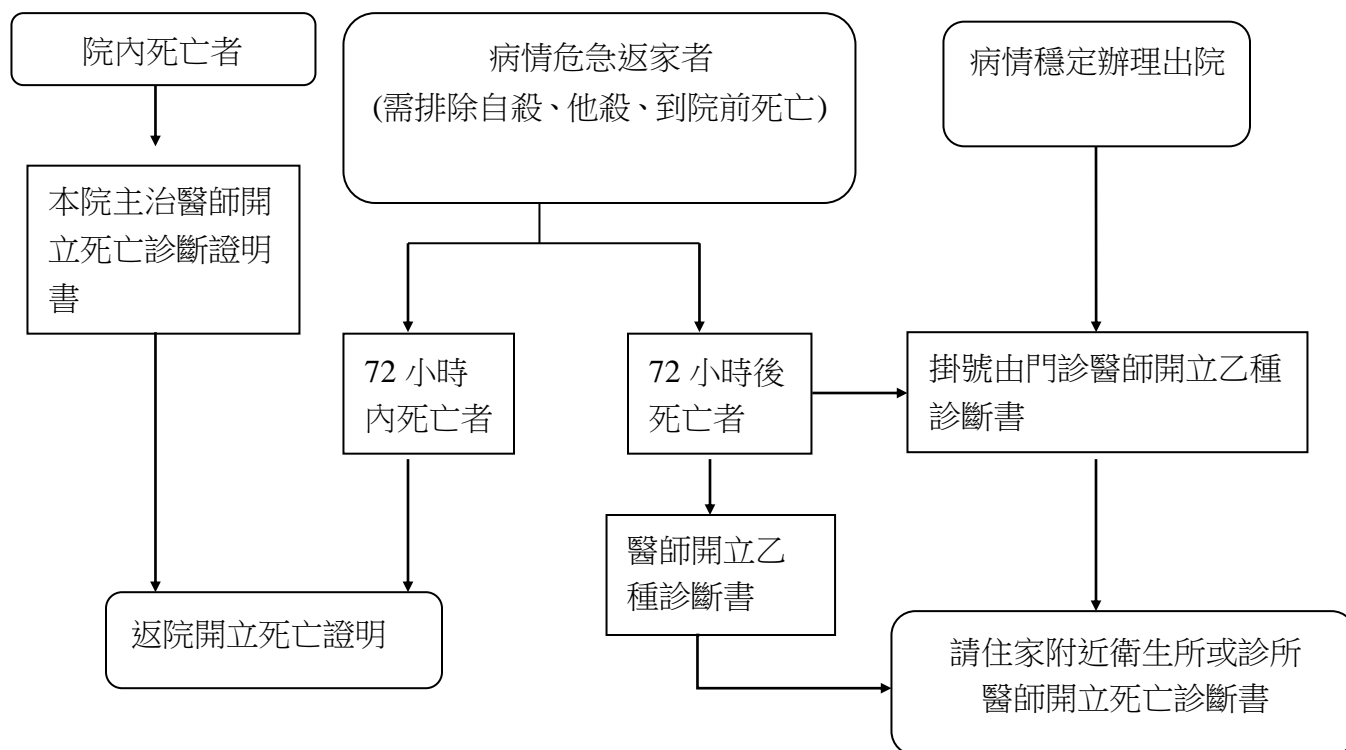 院內死亡者
病情危急返家者
(需排除自殺、他殺、到院前死亡)
病情穩定辦理出院
本院主治醫師開
立死亡診斷證明
書
72 小時
內死亡者
72 小時後
死亡者
掛號由門診醫師開立乙種
診斷書
醫師開立乙
種診斷書
返院開立死亡證明
請住家附近衛生所或診所
醫師開立死亡診斷書